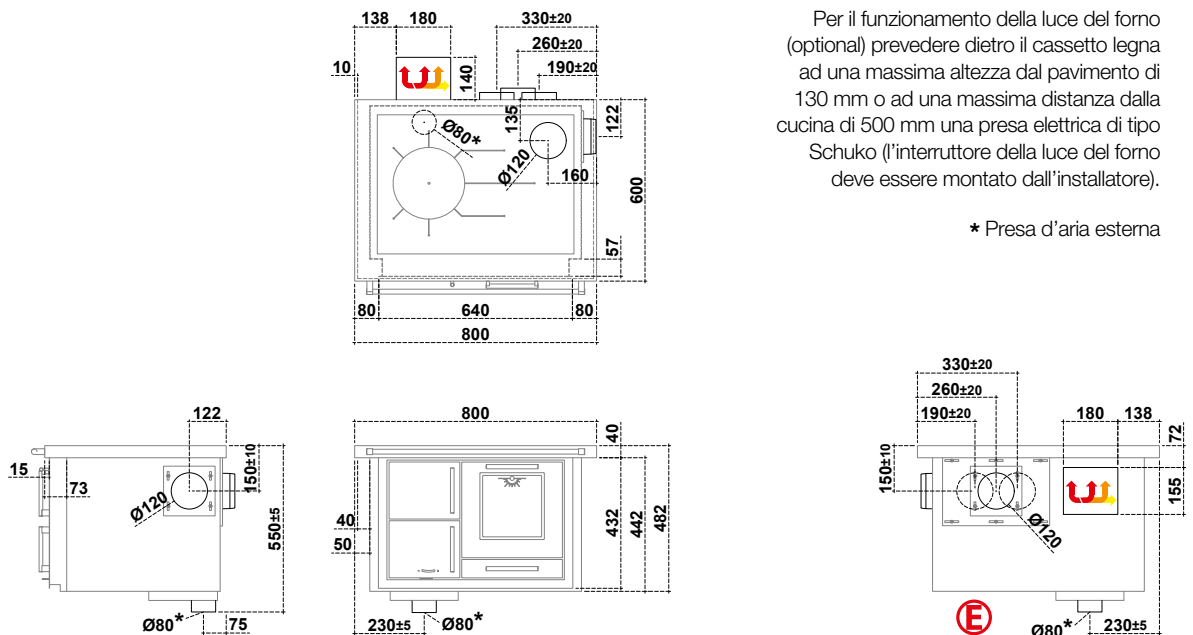 138
180
330±20
260±20
190±20
10
140
135
122
Ø80*
Ø120
160
600
57
80
640
80
800
Per il funzionamento della luce del forno
(optional) prevedere dietro il cassetto legna
ad una massima altezza dal pavimento di
130 mm o ad una massima distanza dalla
cucina di 500 mm una presa elettrica di tipo
Schuko (l’interruttore della luce del forno
deve essere montato dall’installatore).
* Presa d’aria esterna
122
15
73
150±10
Ø120
550±5
Ø80*
75
800
40
40
50
432
442
482
230±5
Ø80*
330±20
260±20
190±20
180
138
72
150±10
155
Ø120
E
Ø80*
230±5